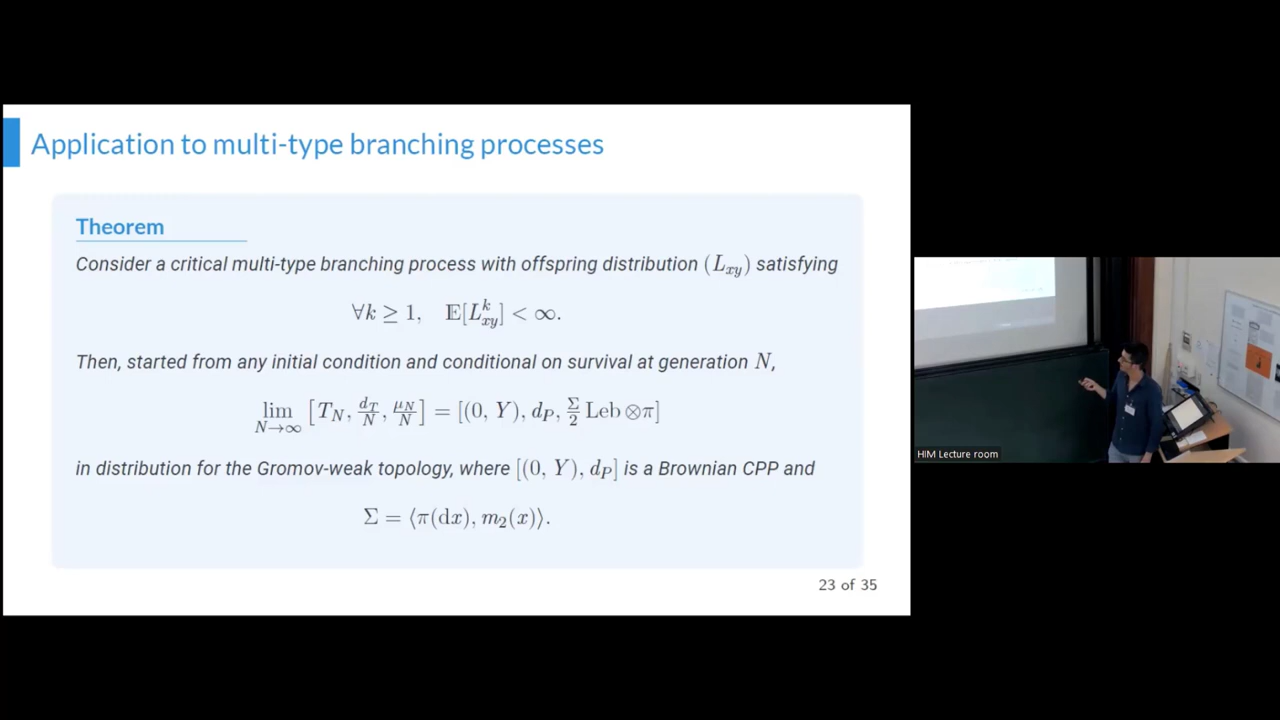 Application to multi-type branching processes
Theorem
Consider a critical multi-type branching process with offspring distribution (L_{xy}) satisfying
∀k ≥ 1, 𝔼[L_{xy}^k] < ∞.
Then, started from any initial condition and conditional on survival at generation N,
lim_{N→∞} [T_N, d_T/N, μ_N/N] = [(0, Y), d_P, Σ/2 Leb ⊗π]
in distribution for the Gromov-weak topology, where [(0, Y), d_P] is a Brownian CPP and
Σ = ⟨π(dx), m_2(x)⟩.
23 of 35
HIM Lecture room